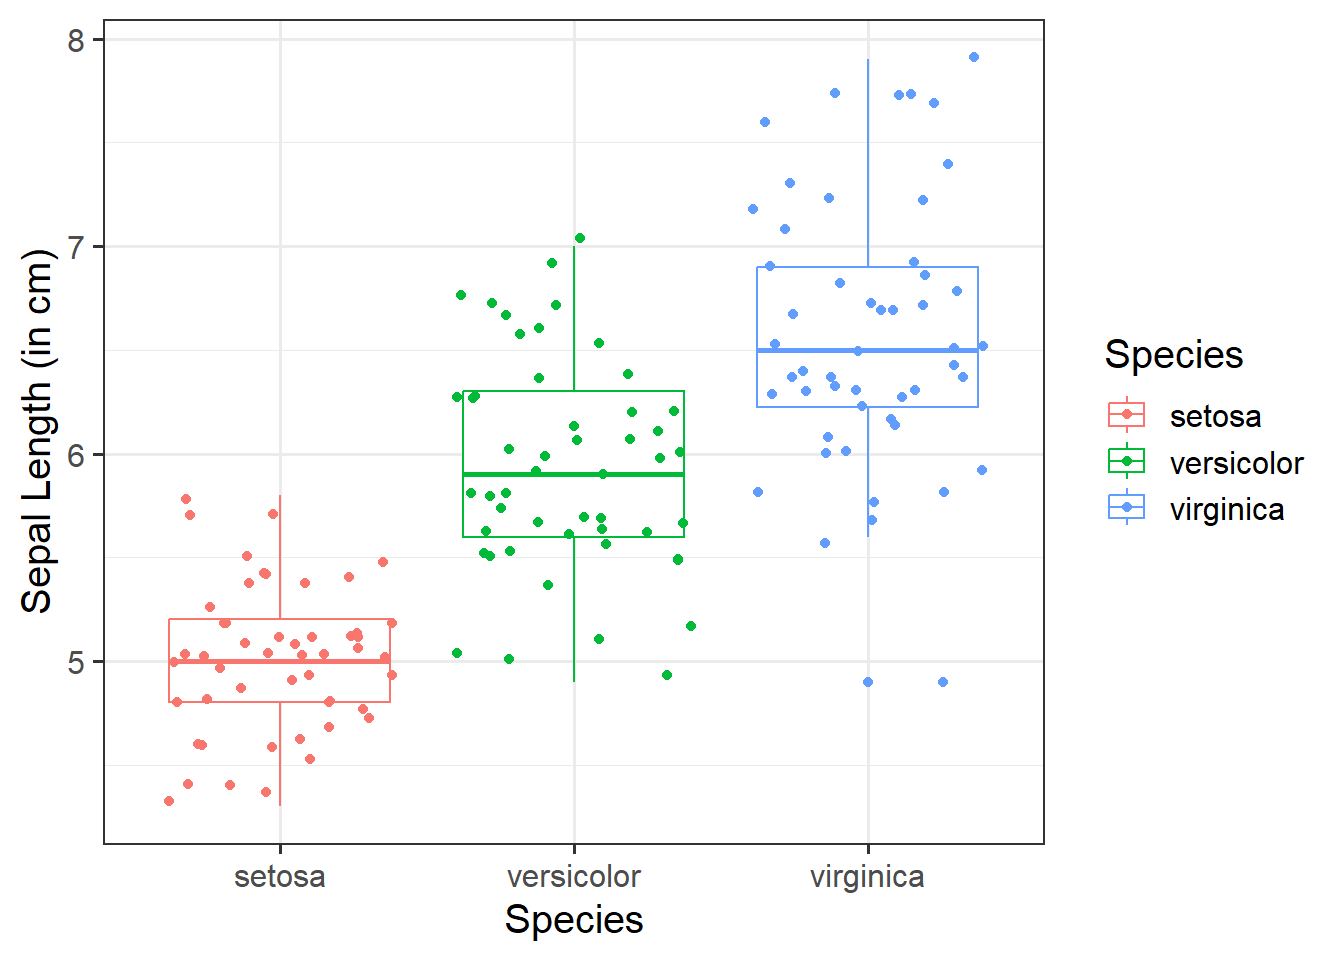 8
7
6
5
Sepal Length (in cm)
setosa
versicolor
virginica
Species
Species
setosa
versicolor
virginica